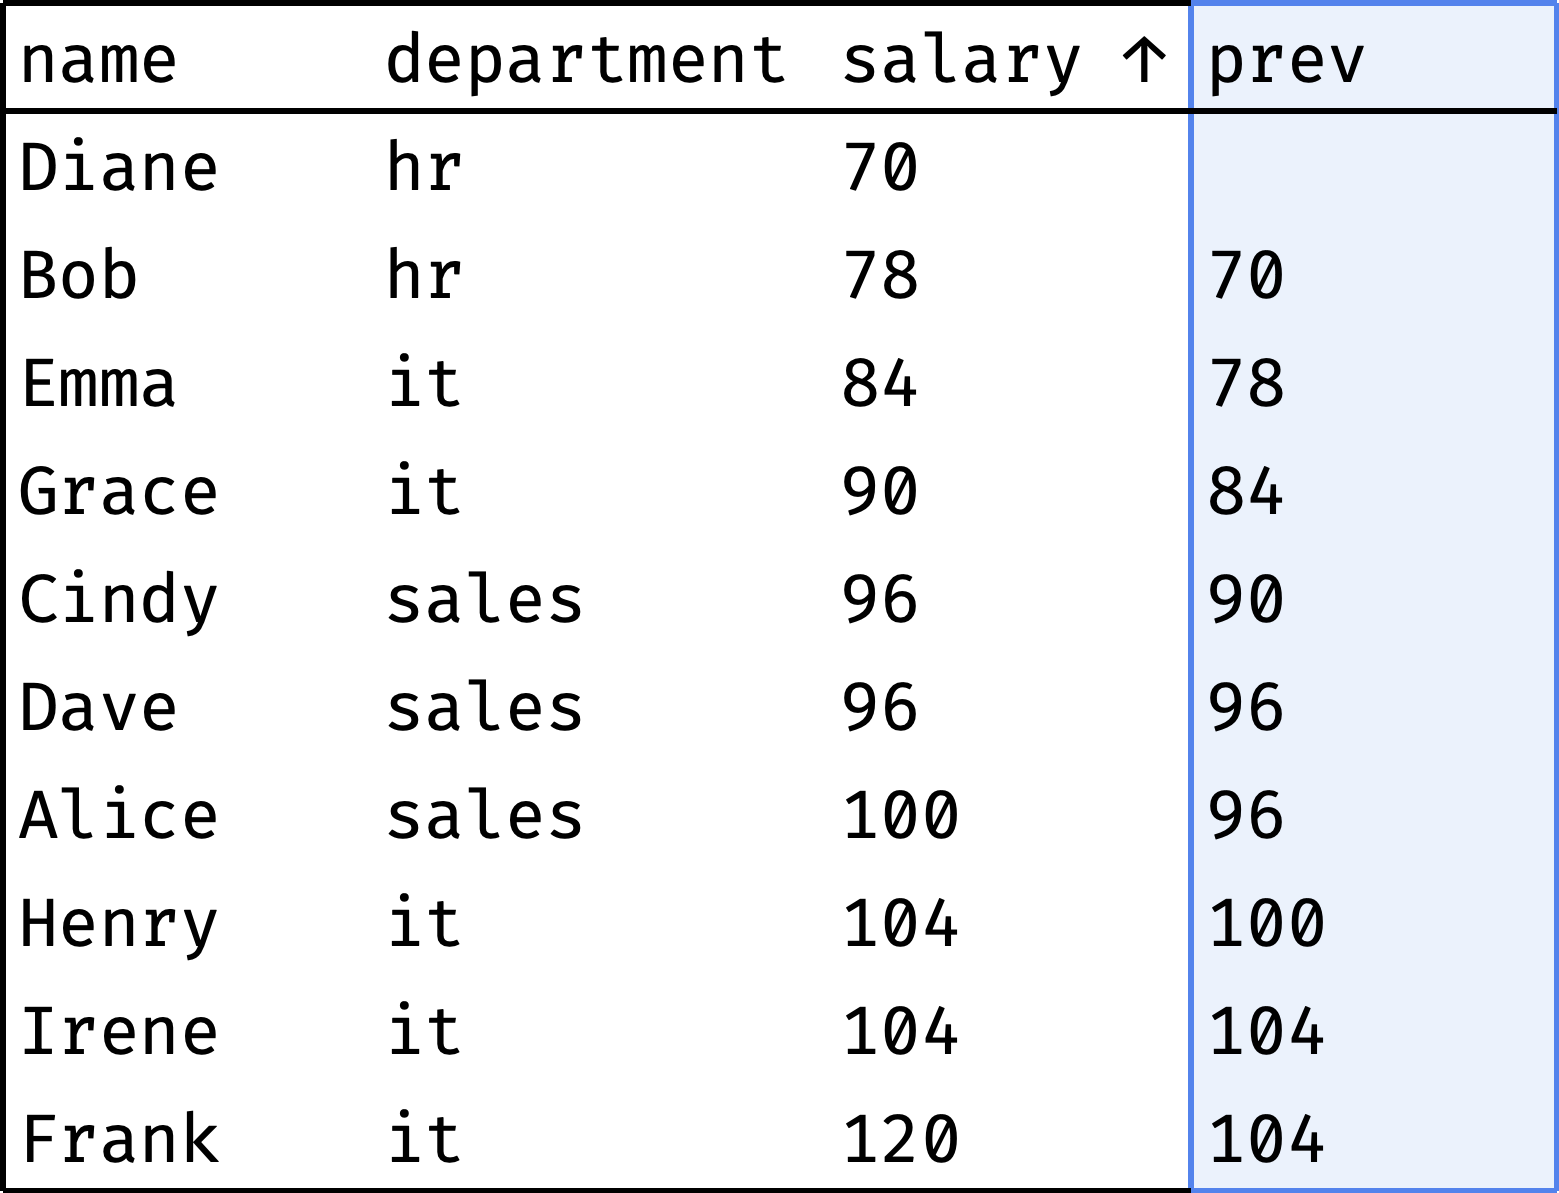 name department salary ↑ prev
Diane hr 70
Bob hr 78 70
Emma it 84 78
Grace it 90 84
Cindy sales 96 90
Dave sales 96 96
Alice sales 100 96
Henry it 104 100
Irene it 104 104
Frank it 120 104